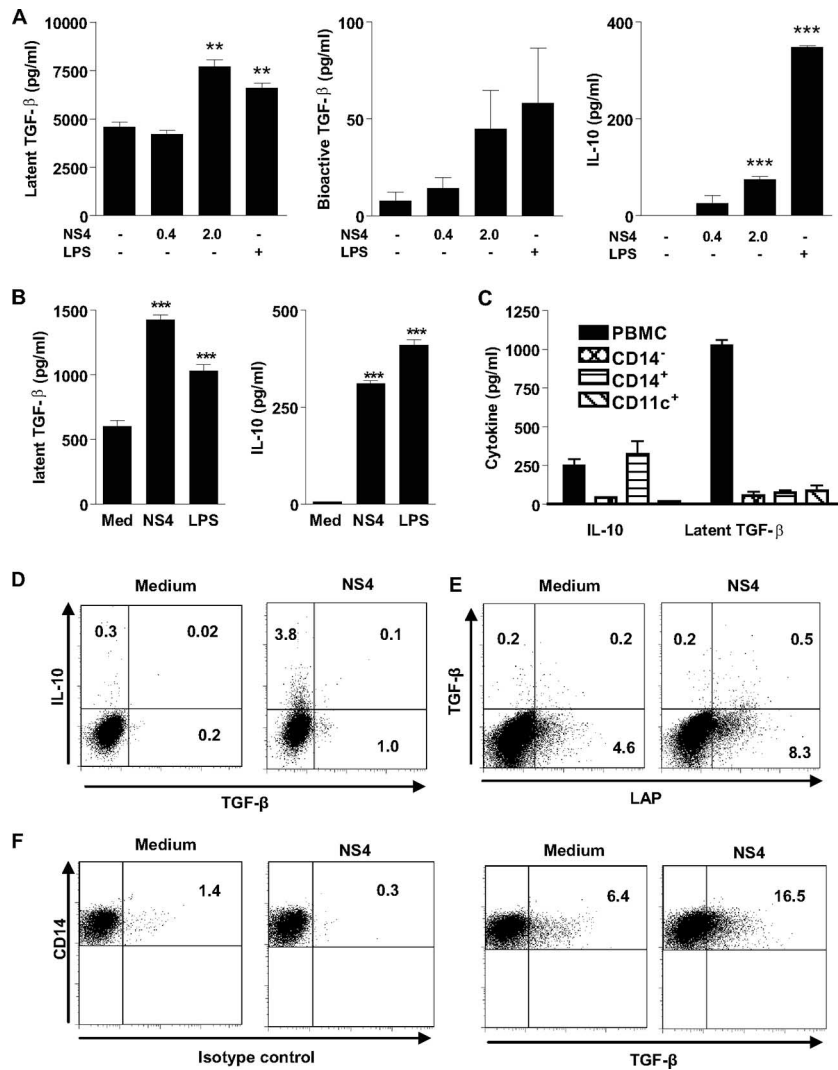 A
Latent TGF-β (pg/ml)
10000
7500
5000
2500
0
** **
NS4 - 0.4 2.0 -
LPS - - - +
Bioactive TGF-β (pg/ml)
100
50
0
NS4 - 0.4 2.0 -
LPS - - - +
IL-10 (pg/ml)
400
200
0
*** ***
NS4 - 0.4 2.0 -
LPS - - - +
B
latent TGF-β (pg/ml)
1500
1000
500
0
*** ***
Med NS4 LPS
IL-10 (pg/ml)
500
250
0
*** ***
Med NS4 LPS
C
Cytokine (pg/ml)
1250
1000
750
500
250
0
PBMC
CD14-
CD14+
CD11c+
IL-10 Latent TGF-β
D
Medium NS4
IL-10
0.3 0.02
0.2
3.8 0.1
1.0
TGF-β
E
Medium NS4
TGF-β
0.2 0.2
4.6
0.2 0.5
8.3
LAP
F
Medium NS4
CD14
1.4 0.3
Isotype control
Medium NS4
6.4 16.5
TGF-β